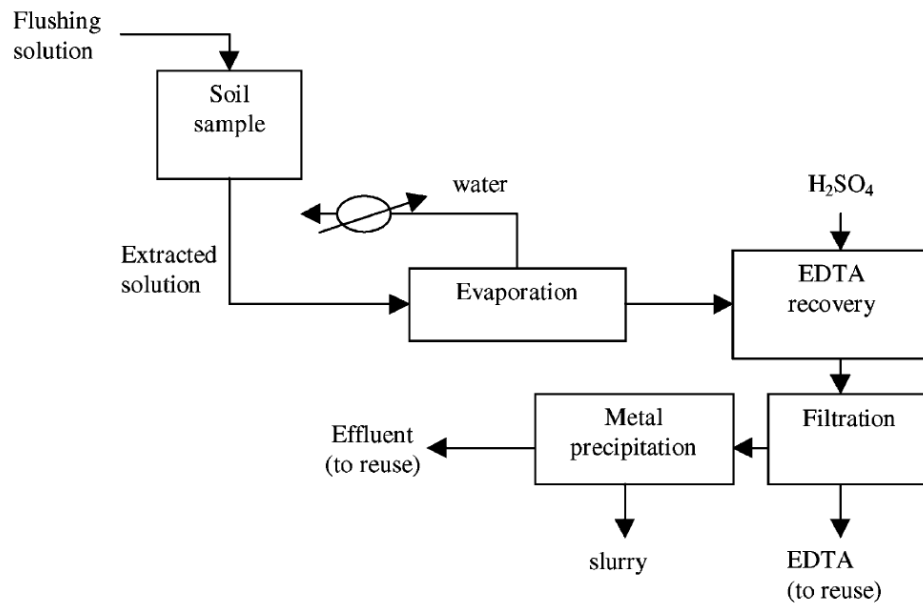 Flushing
solution
Soil
sample
water
H₂SO₄
Extracted
solution
Evaporation
EDTA
recovery
Metal
precipitation
Filtration
Effluent
(to reuse)
slurry
EDTA
(to reuse)